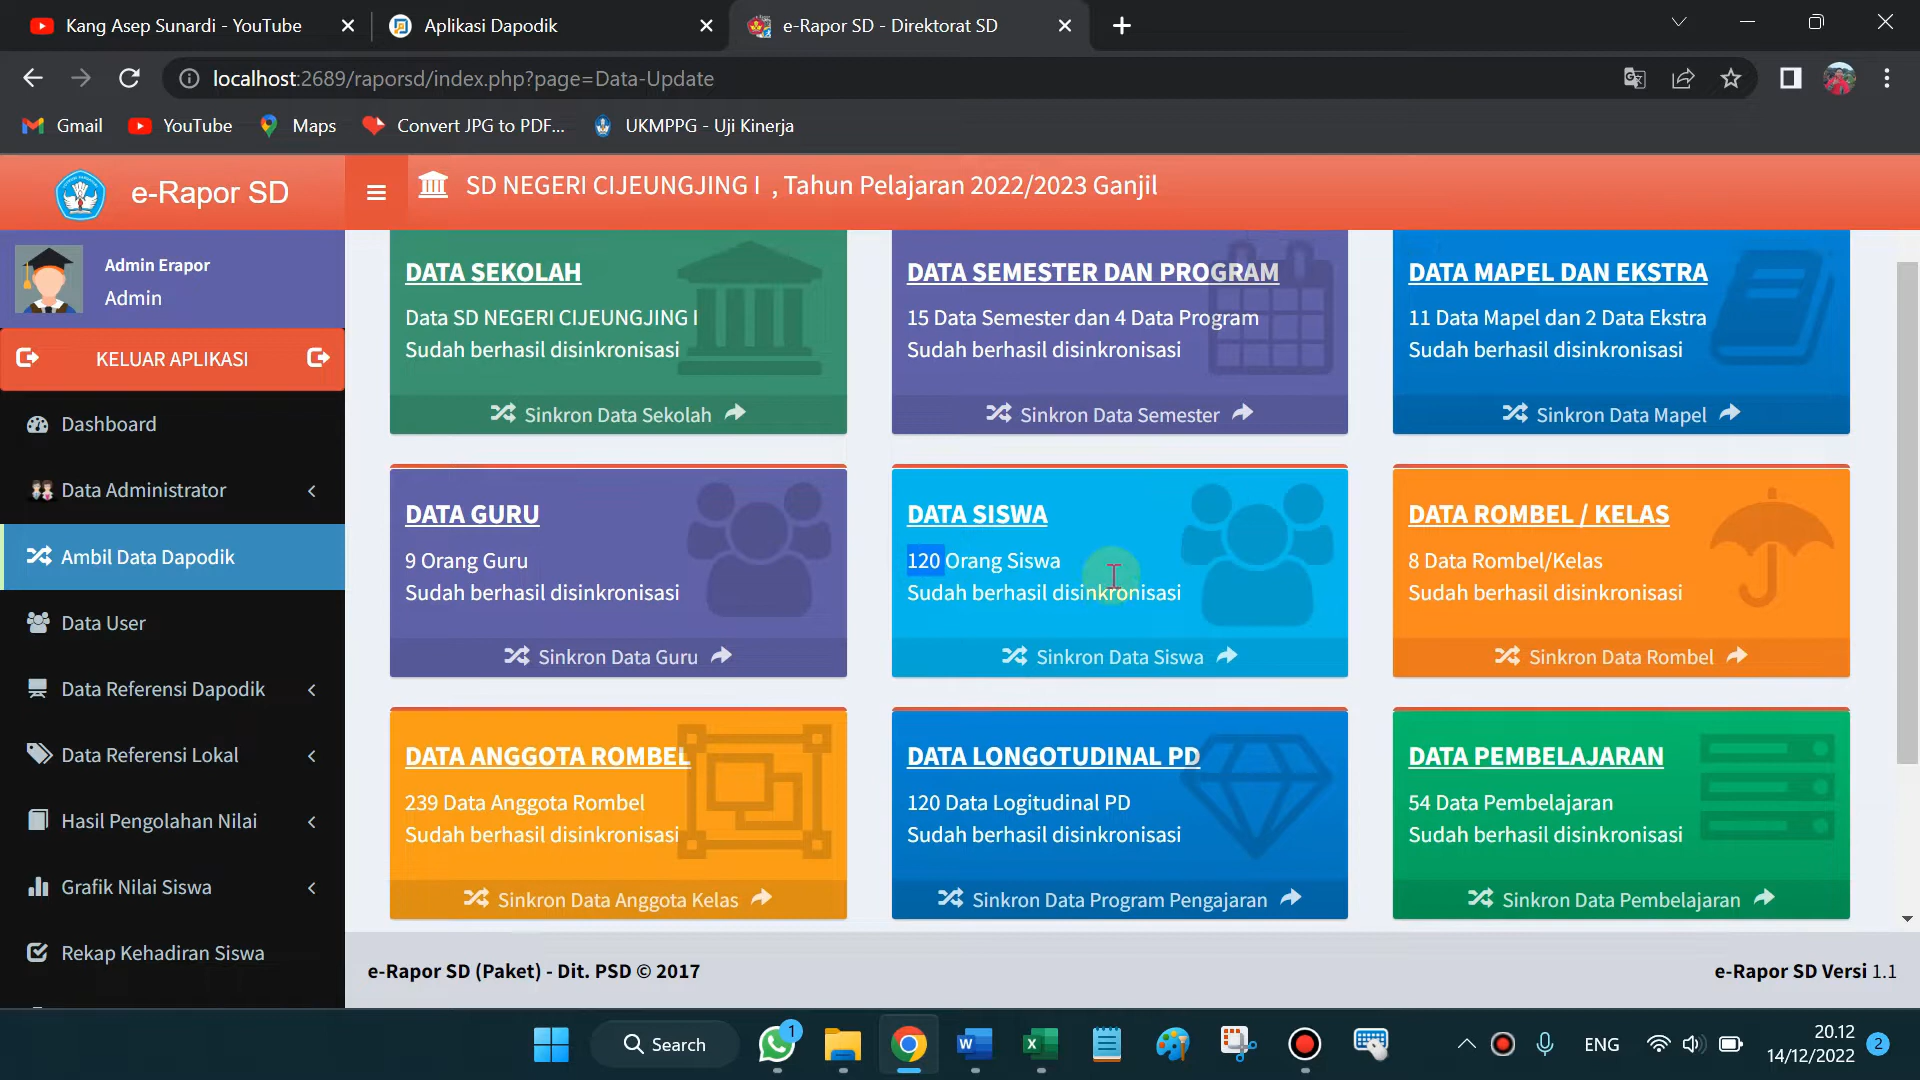 Kang Asep Sunardi - YouTube
Aplikasi Dapodik
e-Rapor SD - Direktorat SD
localhost:2689/raporsd/index.php?page=Data-Update
Gmail
YouTube
Maps
Convert JPG to PDF...
UKMPPG - Uji Kinerja
e-Rapor SD
SD NEGERI CIJEUNGJING I , Tahun Pelajaran 2022/2023 Ganjil
Admin Erapor
Admin
KELUAR APLIKASI
Dashboard
Data Administrator
Ambil Data Dapodik
Data User
Data Referensi Dapodik
Data Referensi Lokal
Hasil Pengolahan Nilai
Grafik Nilai Siswa
Rekap Kehadiran Siswa
DATA SEKOLAH
Data SD NEGERI CIJEUNGJING I
Sudah berhasil disinkronisasi
Sinkron Data Sekolah
DATA SEMESTER DAN PROGRAM
15 Data Semester dan 4 Data Program
Sudah berhasil disinkronisasi
Sinkron Data Semester
DATA MAPEL DAN EKSTRA
11 Data Mapel dan 2 Data Ekstra
Sudah berhasil disinkronisasi
Sinkron Data Mapel
DATA GURU
9 Orang Guru
Sudah berhasil disinkronisasi
Sinkron Data Guru
DATA SISWA
120 Orang Siswa
Sudah berhasil disinkronisasi
Sinkron Data Siswa
DATA ROMBEL / KELAS
8 Data Rombel/Kelas
Sudah berhasil disinkronisasi
Sinkron Data Rombel
DATA ANGGOTA ROMBEL
239 Data Anggota Rombel
Sudah berhasil disinkronisasi
Sinkron Data Anggota Kelas
DATA LONGOTUDINAL PD
120 Data Logitudinal PD
Sudah berhasil disinkronisasi
Sinkron Data Program Pengajaran
DATA PEMBELAJARAN
54 Data Pembelajaran
Sudah berhasil disinkronisasi
Sinkron Data Pembelajaran
e-Rapor SD (Paket) - Dit. PSD © 2017
e-Rapor SD Versi 1.1
Search
1
W
X
ENG
20.12
14/12/2022
2